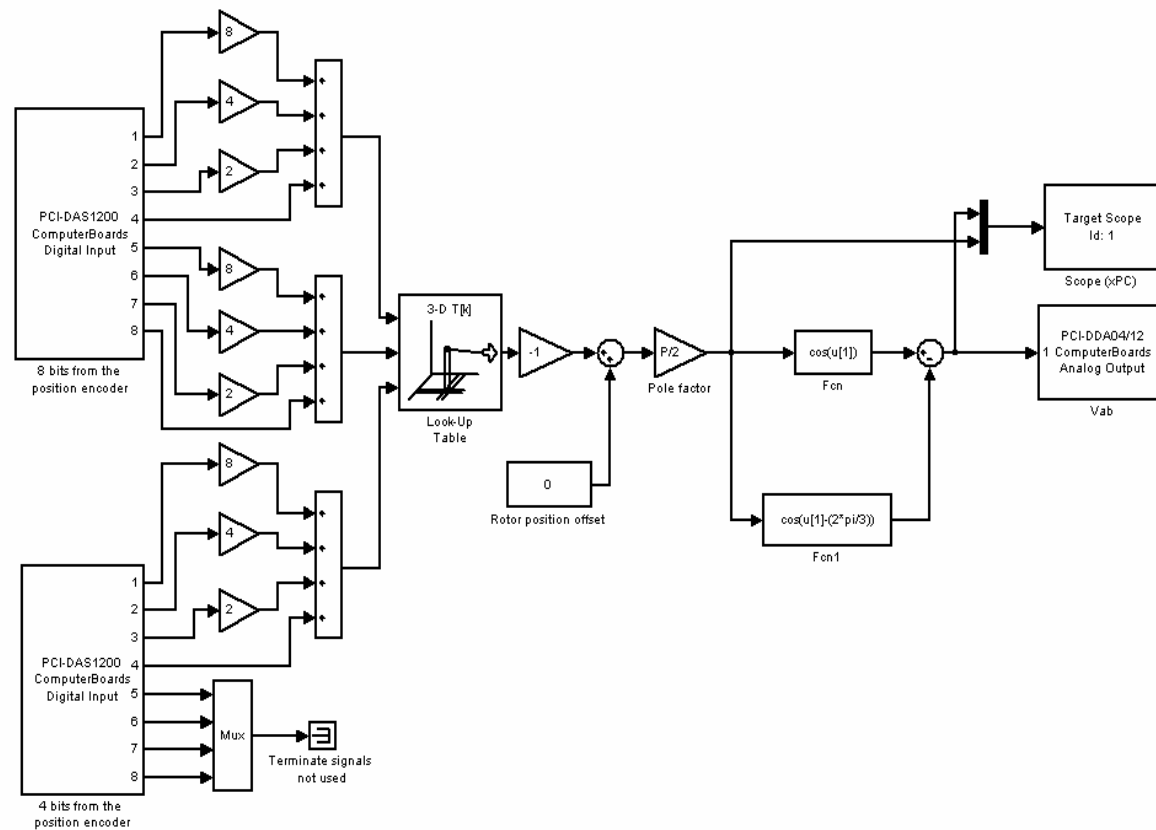 8
4
2
1
2
3
4
5
6
7
8
PCI-DAS1200
ComputerBoards
Digital Input
8 bits from the
position encoder
8
4
2
3-D T[k]
Look-Up
Table
-1
0
Rotor position offset
P/2
Pole factor
cos(u[1])
Fcn
cos(u[1]-(2*pi/3))
Fcn1
Target Scope
Id: 1
Scope (xPC)
1 PCI-DDA04/12
ComputerBoards
Analog Output
Vab
8
4
2
1
2
3
4
5
6
7
8
PCI-DAS1200
ComputerBoards
Digital Input
4 bits from the
position encoder
Mux
Terminate signals
not used